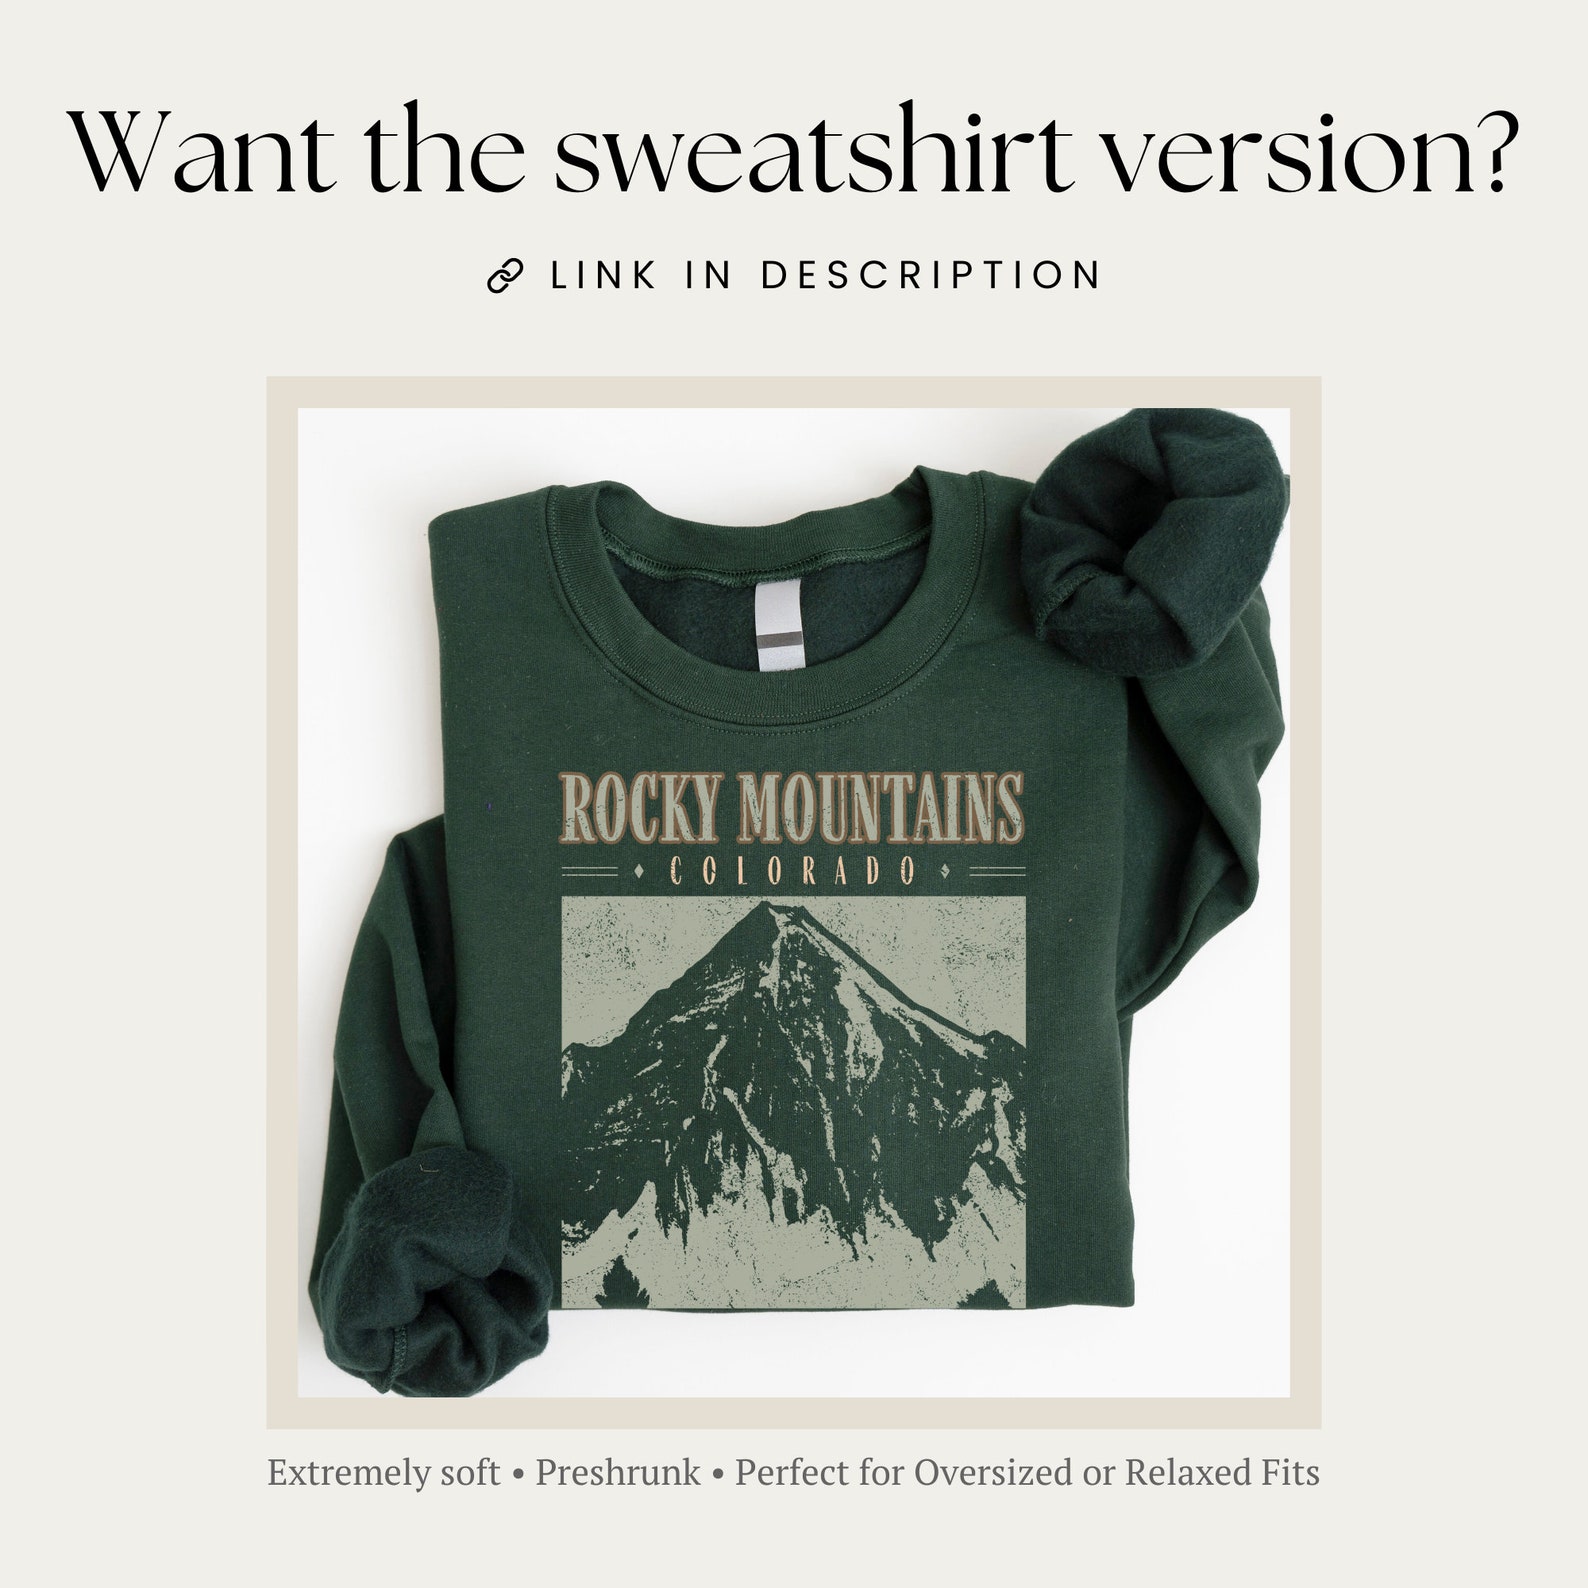 Want the sweatshirt version?
LINK IN DESCRIPTION
ROCKY MOUNTAINS
COLORADO
Extremely soft • Preshrunk • Perfect for Oversized or Relaxed Fits